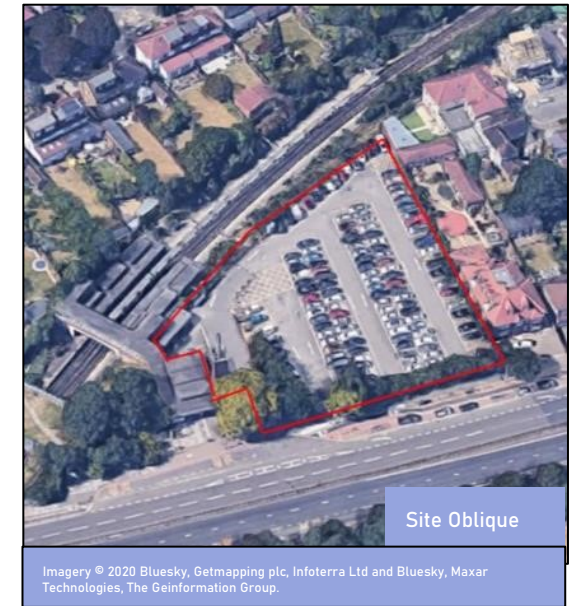 Site Oblique
Imagery © 2020 Bluesky, Getmapping plc, Infoterra Ltd and Bluesky, Maxar
Technologies, The Geinformation Group.